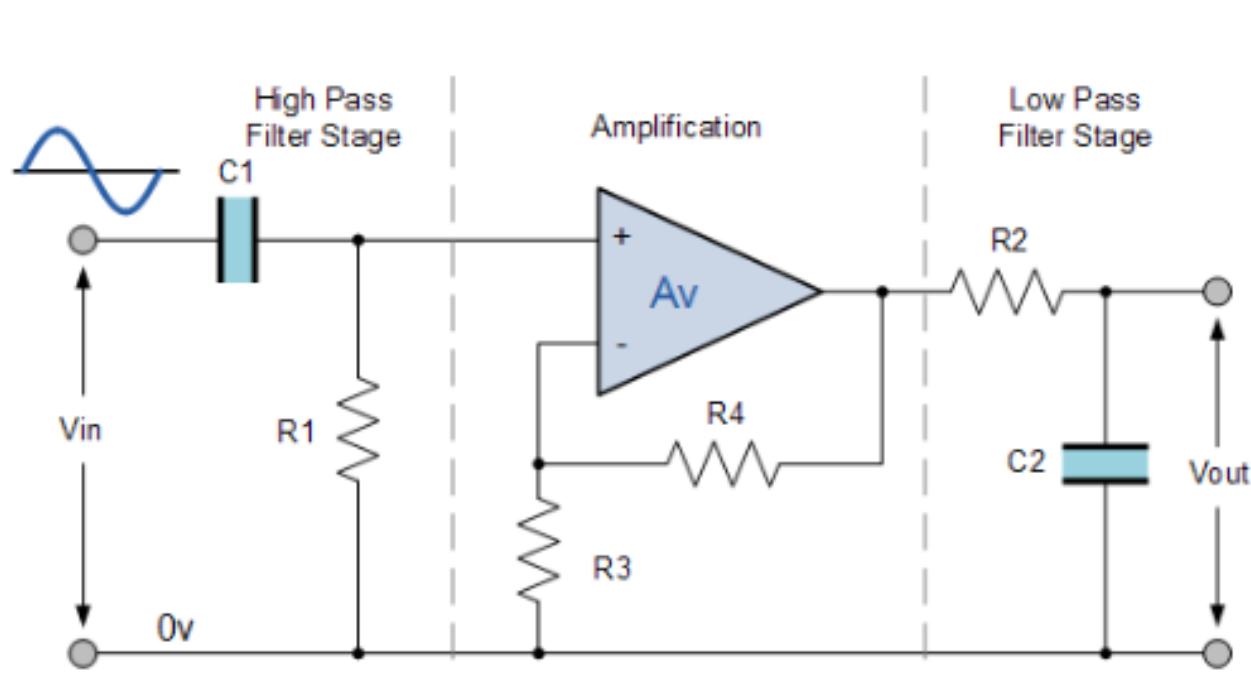 High Pass
Filter Stage
Amplification
Low Pass
Filter Stage
C1
+
Av
-
R2
R4
R1
Vin
C2
Vout
R3
0v